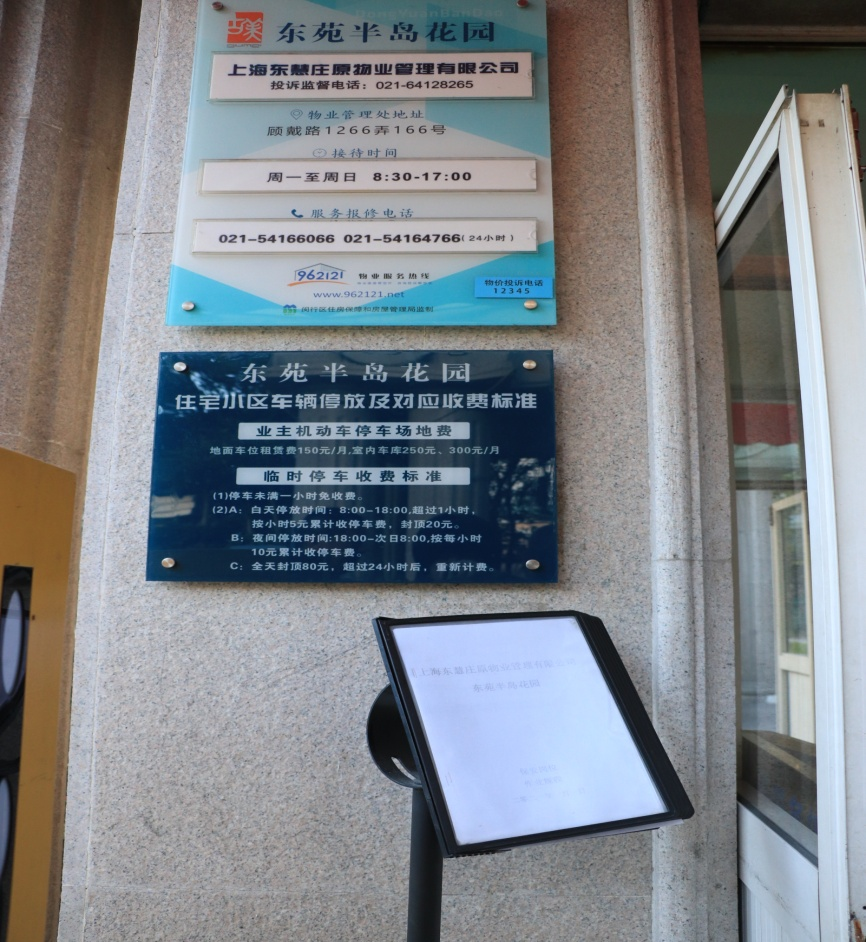 东苑半岛花园
上海东慧庄原物业管理有限公司
投诉监督电话：021-64128265
物业管理处地址
顾戴路1266弄166号
接待时间
周一至周日 8:30-17:00
服务报修电话
021-54166066 021-54164766(24小时)
962121 物业服务热线
www.962121.net
物价投诉电话
12345
闵行区住房保障和房屋管理局监制
东苑半岛花园
住宅小区车辆停放及对应收费标准
业主机动车停车场地费
地面车位租赁费150元/月,室内车库250元、300元/月
临时停车收费标准
(1)停车未满一小时免收费。
(2)A：白天停放时间：8:00-18:00,超过1小时，
按小时5元累计收停车费，封顶20元。
B：夜间停放时间:18:00-次日8:00,按每小时
10元累计收停车费。
C：全天封顶80元，超过24小时后，重新计费。
上海东慧庄原物业管理有限公司
东苑半岛花园